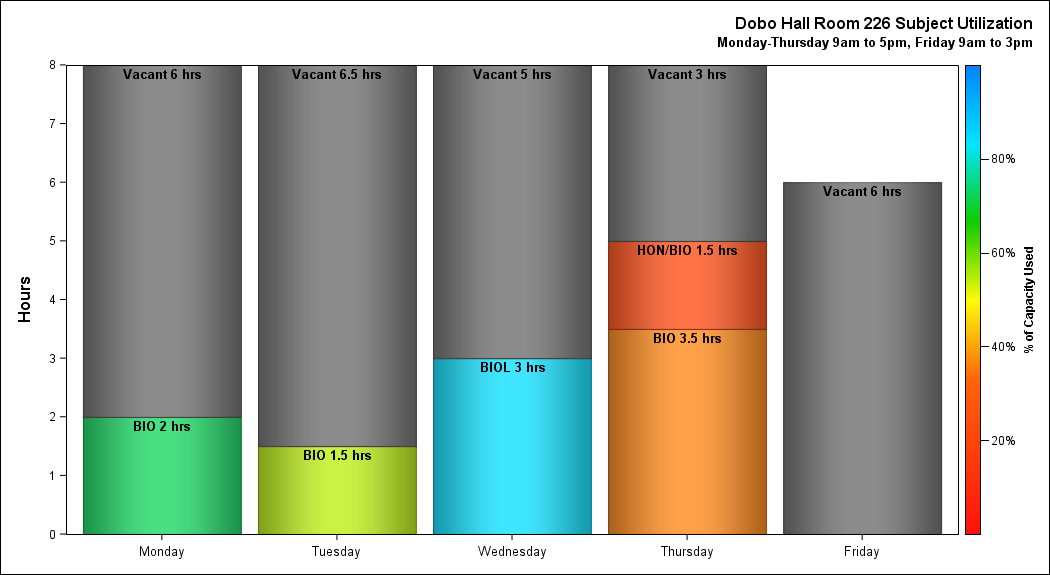 Dobo Hall Room 226 Subject Utilization
Monday-Thursday 9am to 5pm, Friday 9am to 3pm
8
7
6
5
4
3
2
1
0
Hours
Vacant 6 hrs
BIO 2 hrs
Vacant 6.5 hrs
BIO 1.5 hrs
Vacant 5 hrs
BIOL 3 hrs
Vacant 3 hrs
HON/BIO 1.5 hrs
BIO 3.5 hrs
Vacant 6 hrs
Monday
Tuesday
Wednesday
Thursday
Friday
80%
60%
40%
20%
% of Capacity Used